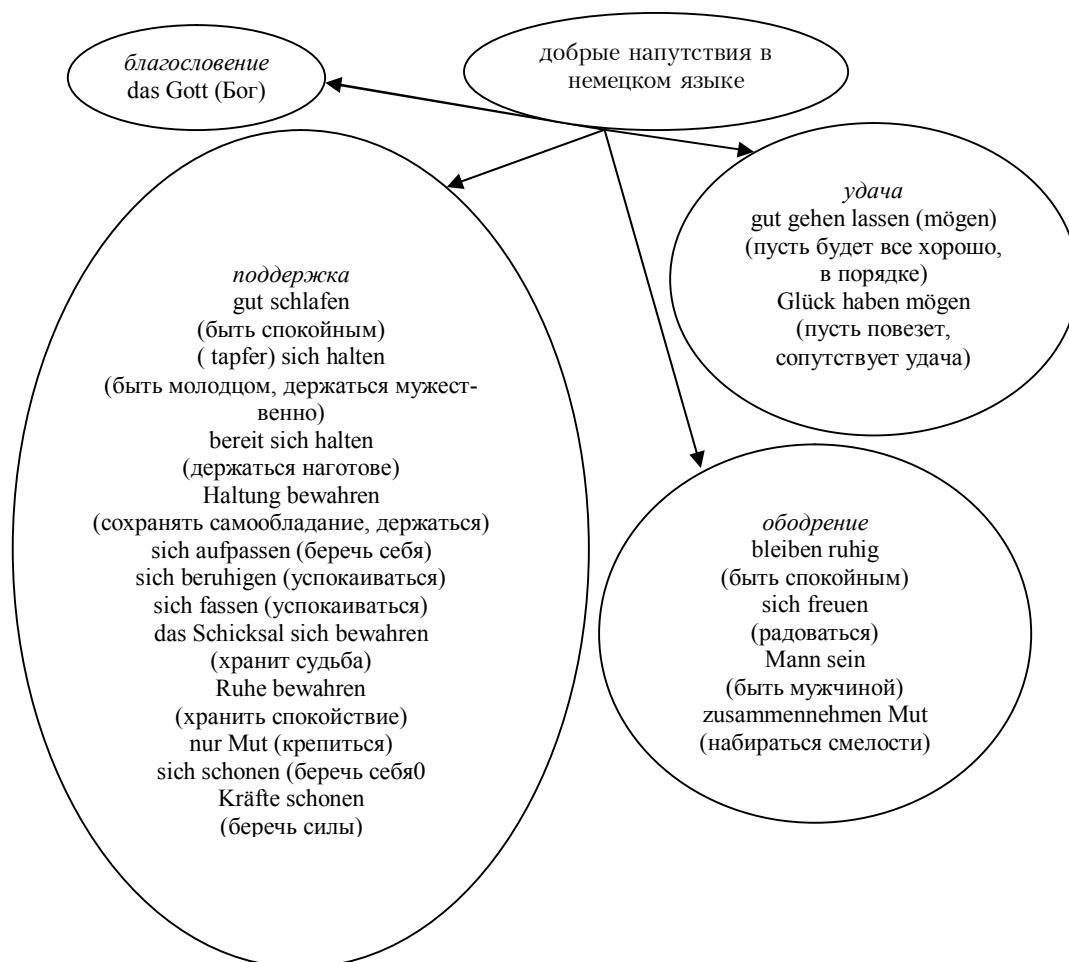 добрые напутствия в
немецком языке
благословение
das Gott (Бог)
удача
gut gehen lassen (mögen)
(пусть будет все хорошо,
в порядке)
Glück haben mögen
(пусть повезет,
сопутствует удача)
поддержка
gut schlafen
(быть спокойным)
( tapfer) sich halten
(быть молодцом, держаться мужест-
венно)
bereit sich halten
(держаться наготове)
Haltung bewahren
(сохранять самообладание, держаться)
sich aufpassen (беречь себя)
sich beruhigen (успокаиваться)
sich fassen (успокаиваться)
das Schicksal sich bewahren
(хранит судьба)
Ruhe bewahren
(хранить спокойствие)
nur Mut (крепиться)
sich schonen (беречь себя0
Kräfte schonen
(беречь силы)
ободрение
bleiben ruhig
(быть спокойным)
sich freuen
(радоваться)
Mann sein
(быть мужчиной)
zusammennehmen Mut
(набираться смелости)